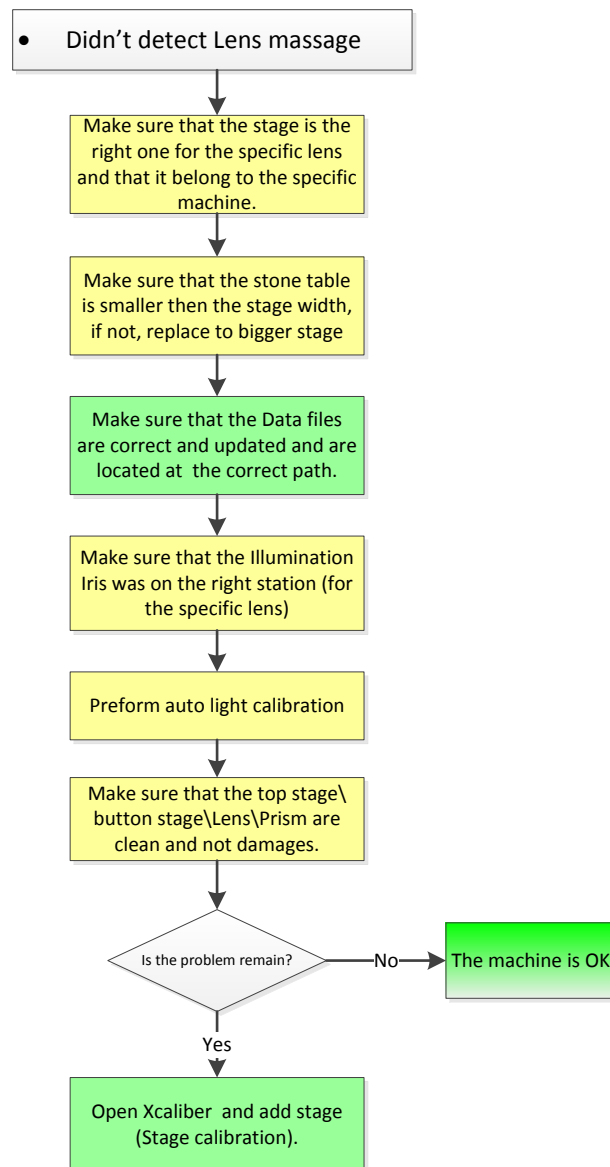 • Didn’t detect Lens massage
Make sure that the stage is the
right one for the specific lens
and that it belong to the specific
machine.
Make sure that the stone table
is smaller then the stage width,
if not, replace to bigger stage
Make sure that the Data files
are correct and updated and are
located at the correct path.
Make sure that the Illumination
Iris was on the right station (for
the specific lens)
Preform auto light calibration
Make sure that the top stage\
button stage\Lens\Prism are
clean and not damages.
Is the problem remain?
No
The machine is OK
Yes
Open Xcaliber and add stage
(Stage calibration).